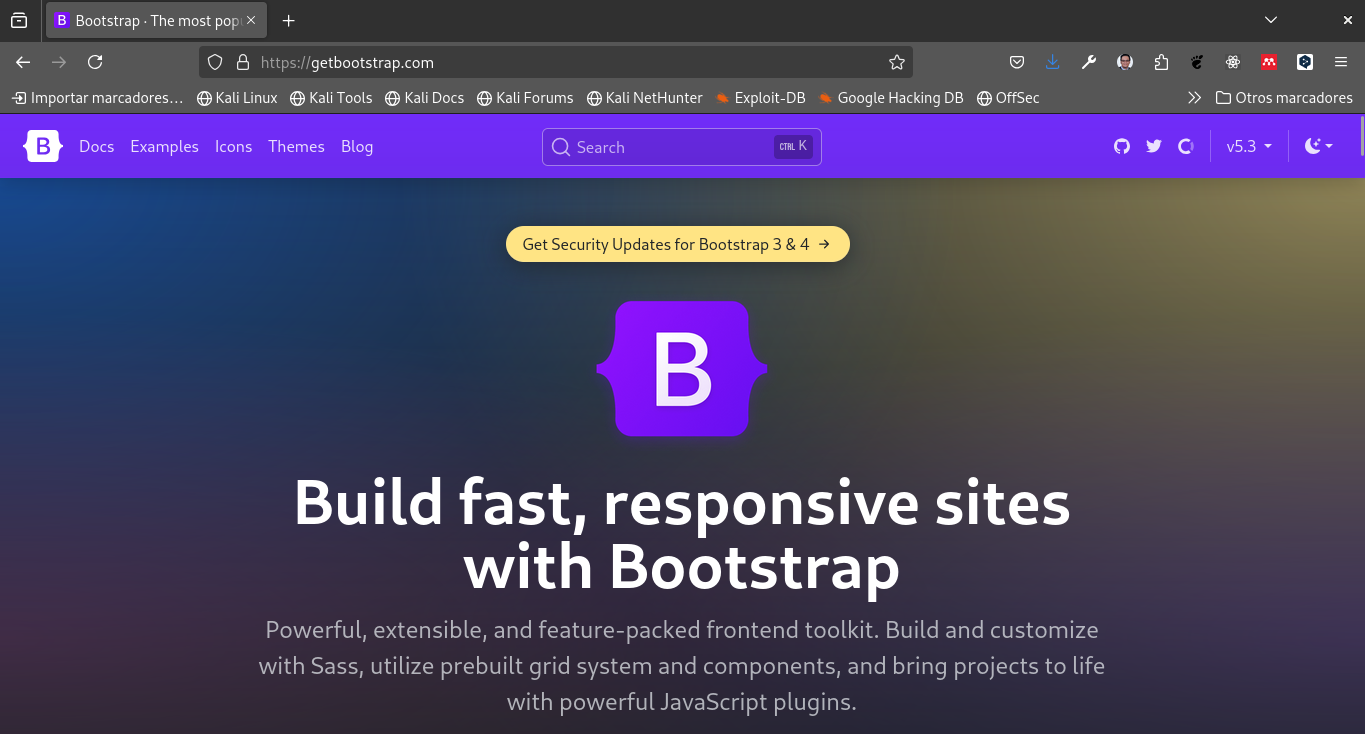 B Bootstrap · The most pop
https://getbootstrap.com
Importar marcadores… Kali Linux Kali Tools Kali Docs Kali Forums Kali NetHunter Exploit-DB Google Hacking DB OffSec Otros marcadores
B Docs Examples Icons Themes Blog Search CTRL K v5.3
Get Security Updates for Bootstrap 3 & 4 →
B
Build fast, responsive sites
with Bootstrap
Powerful, extensible, and feature-packed frontend toolkit. Build and customize
with Sass, utilize prebuilt grid system and components, and bring projects to life
with powerful JavaScript plugins.